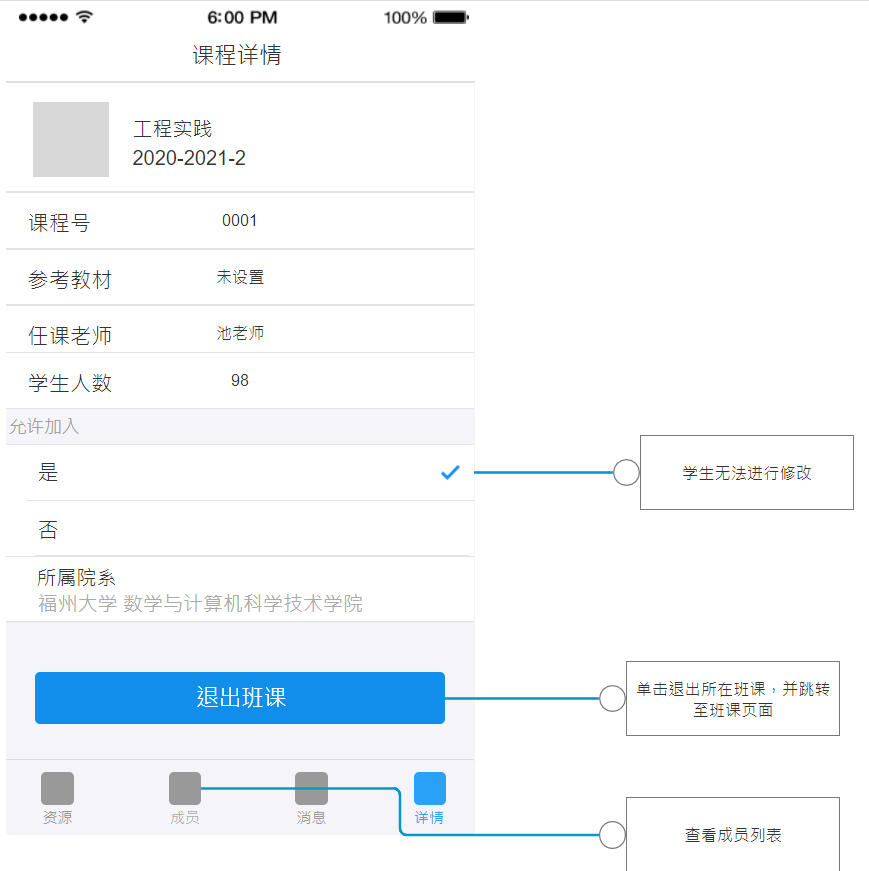 6:00 PM
100%
课程详情
工程实践
2020-2021-2
课程号
0001
参考教材
未设置
任课老师
池老师
学生人数
98
允许加入
是
学生无法进行修改
否
所属院系
福州大学 数学与计算机科学技术学院
退出班课
单击退出所在班课，并跳转
至班课页面
资源
成员
消息
详情
查看成员列表